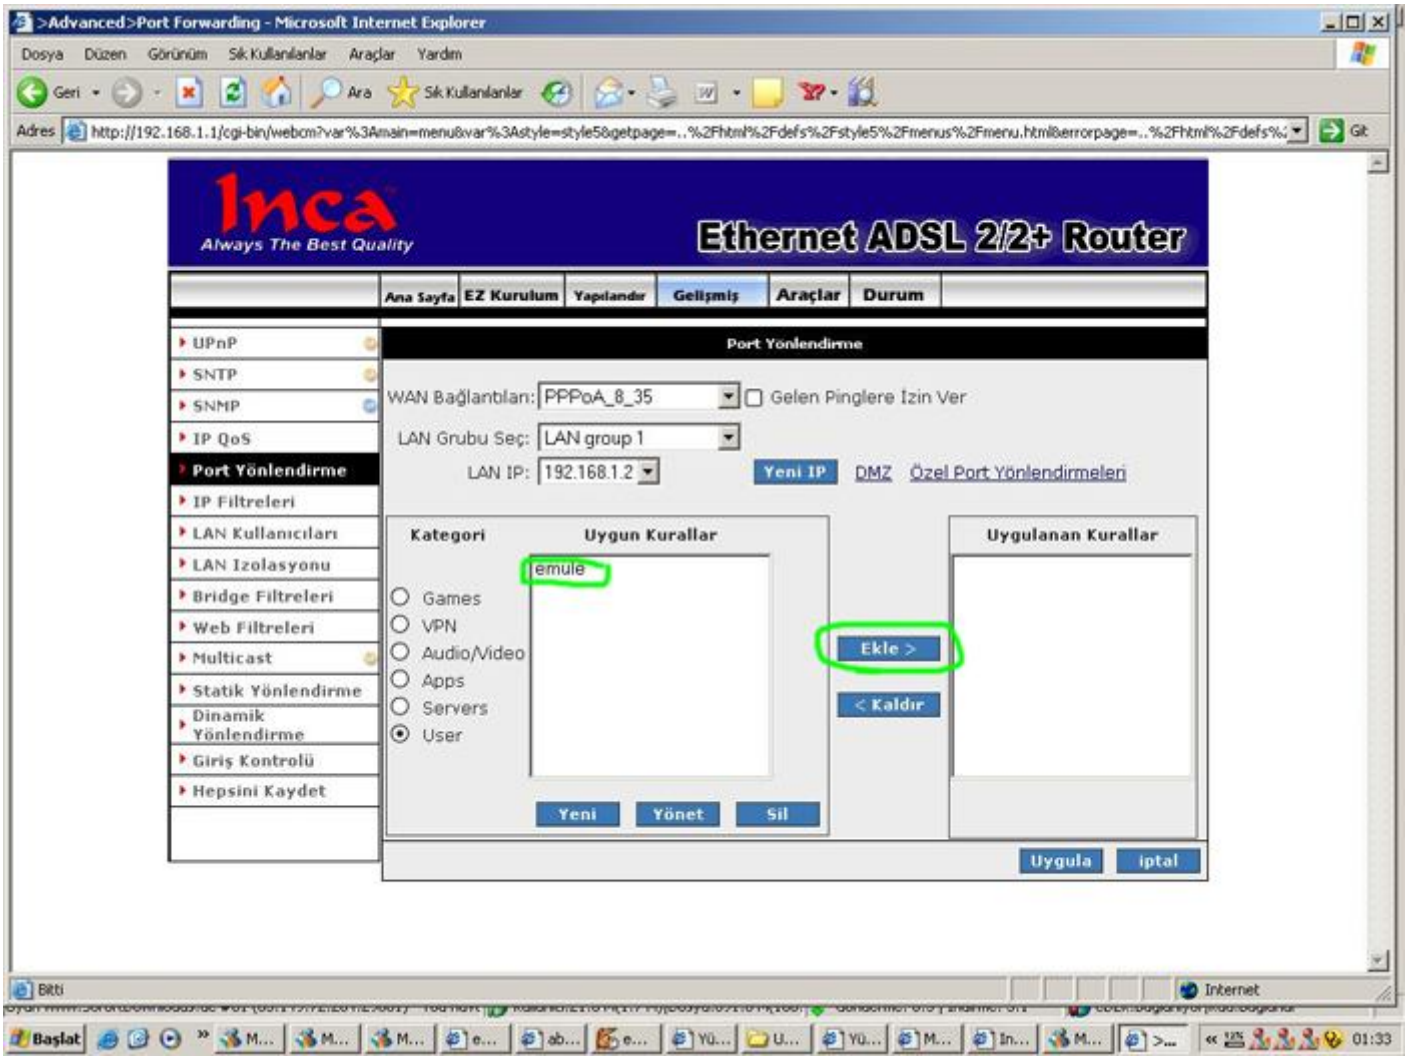 >Advanced>Port Forwarding - Microsoft Internet Explorer
Dosya Düzen Görünüm Sık Kullanılanlar Araçlar Yardım
Geri Ara Sık Kullanılanlar
Adres http://192.168.1.1/cgi-bin/webcm?var%3Amain=menu&var%3Astyle=style5&getpage=..%2Fhtml%2Fdefs%2Fstyle5%2Fmenus%2Fmenu.html&errorpage=..%2Fhtml%2Fdefs%2 Git
Inca
Always The Best Quality
Ethernet ADSL 2/2+ Router
Ana Sayfa EZ Kurulum Yapılandır Gelişmiş Araçlar Durum
UPnP
SNTP
SNMP
IP QoS
Port Yönlendirme
IP Filtreleri
LAN Kullanıcıları
LAN Izolasyonu
Bridge Filtreleri
Web Filtreleri
Multicast
Statik Yönlendirme
Dinamik
Yönlendirme
Giriş Kontrolü
Hepsini Kaydet
Port Yönlendirme
WAN Bağlantıları: PPPoA_8_35 Gelen Pinglere İzin Ver
LAN Grubu Seç: LAN group 1
LAN IP: 192.168.1.2 Yeni IP DMZ Özel Port Yönlendirmeleri
Kategori Uygun Kurallar Uygulanan Kurallar
emule
Games
VPN
Audio/Video
Apps
Servers
User
Ekle >
< Kaldır
Yeni Yönet Sil
Uygula iptal
Bitti Internet
Başlat M... M... M... e... ab... e... Yü... U... Yü... M... In... M... >... 01:33